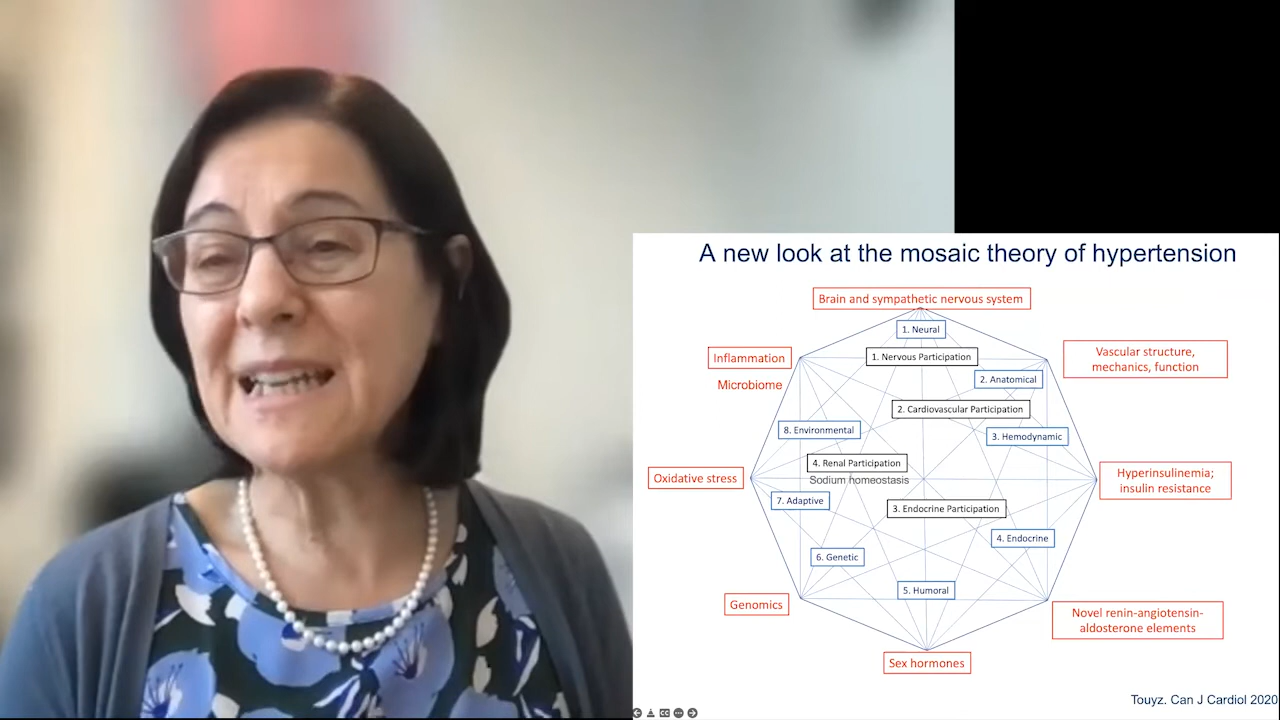 A new look at the mosaic theory of hypertension
Brain and sympathetic nervous system
1. Neural
Inflammation
1. Nervous Participation
Vascular structure,
mechanics, function
Microbiome
2. Anatomical
2. Cardiovascular Participation
8. Environmental
3. Hemodynamic
4. Renal Participation
Sodium homeostasis
Oxidative stress
Hyperinsulinemia;
insulin resistance
7. Adaptive
3. Endocrine Participation
4. Endocrine
6. Genetic
5. Humoral
Genomics
Novel renin-angiotensin-
aldosterone elements
Sex hormones
Touyz. Can J Cardiol 2020